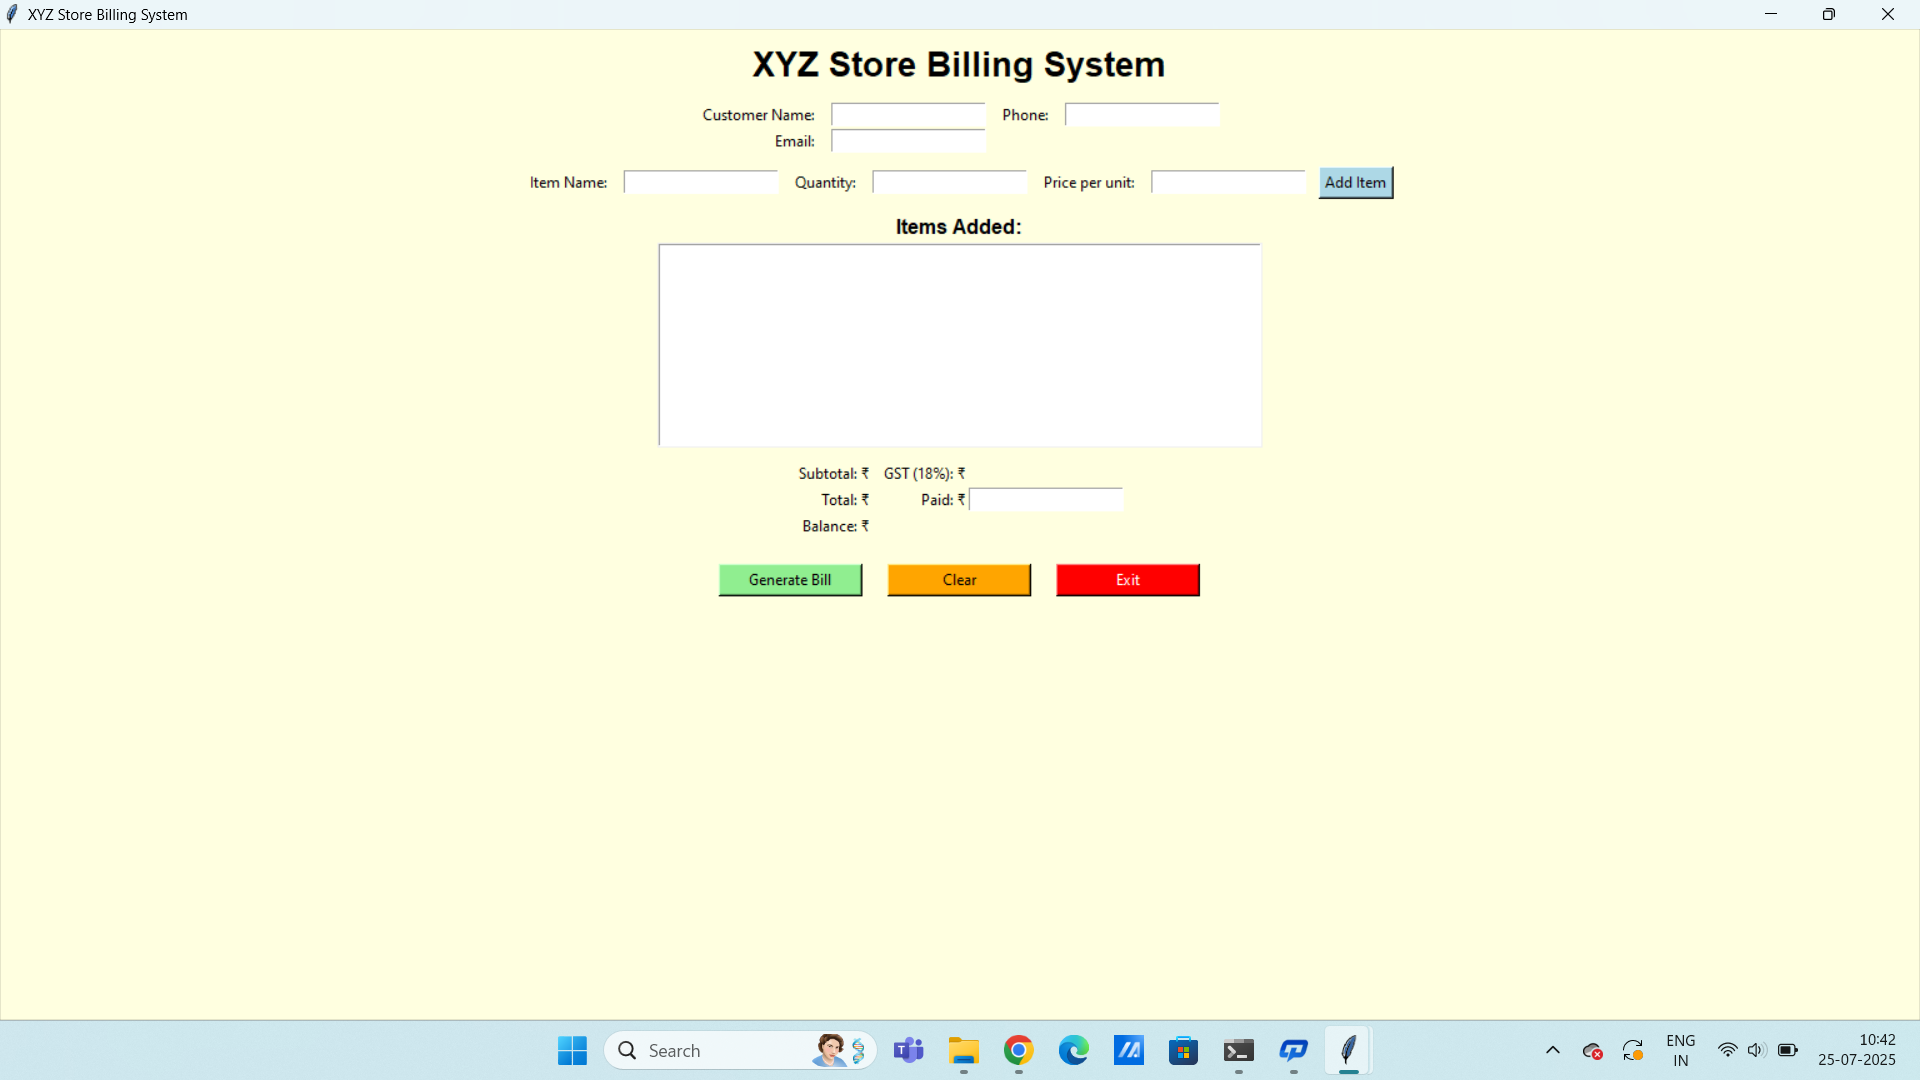 XYZ Store Billing System
XYZ Store Billing System
Customer Name: Phone:
Email:
Item Name: Quantity: Price per unit: Add Item
Items Added:
Subtotal: ₹ GST (18%): ₹
Total: ₹ Paid: ₹
Balance: ₹
Generate Bill Clear Exit
Search
ENG
IN
10:42
25-07-2025